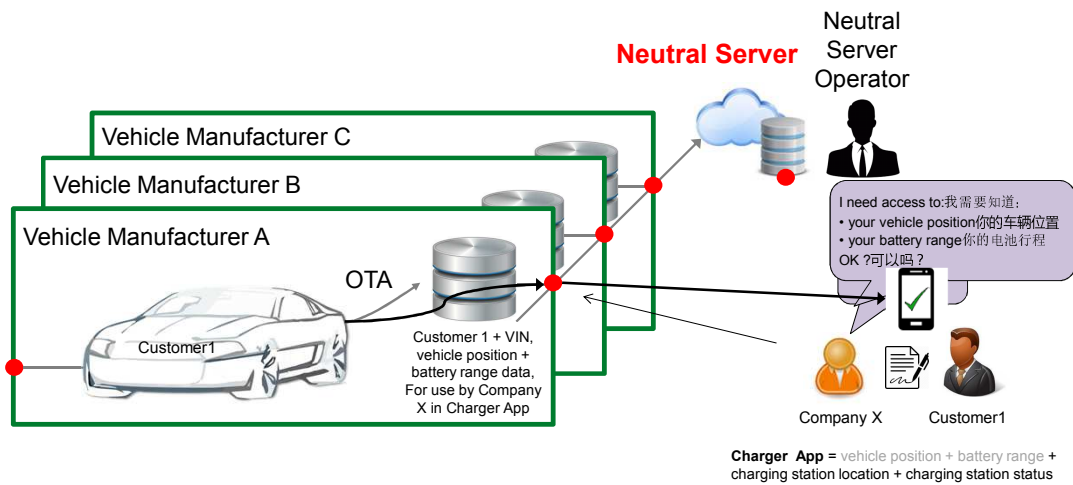 Neutral Server
Neutral
Server
Operator
Vehicle Manufacturer C
Vehicle Manufacturer B
Vehicle Manufacturer A
I need access to:我需要知道:
• your vehicle position你的车辆位置
• your battery range你的电池行程
OK ?可以吗?
OTA
Customer1
Customer 1 + VIN,
vehicle position +
battery range data,
For use by Company
X in Charger App
Company X
Customer1
Charger App = vehicle position + battery range +
charging station location + charging station status